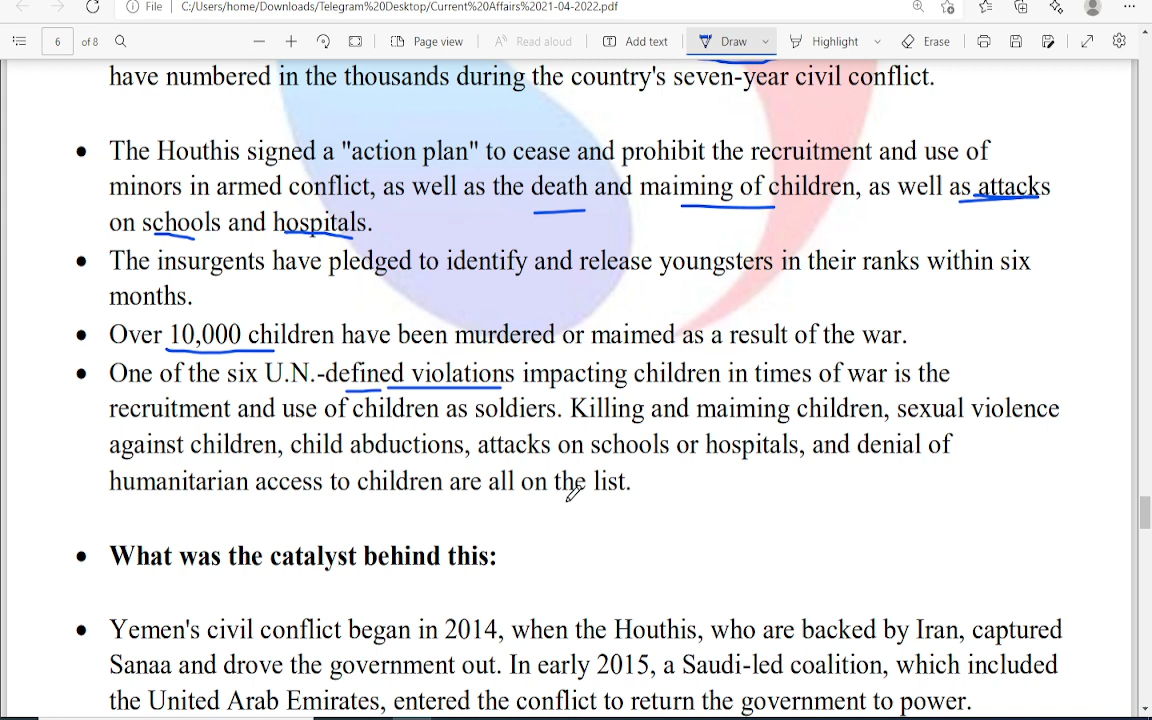 File | C:/Users/home/Downloads/Telegram%20Desktop/Current%20Affairs%2021-04-2022.pdf
6 of 8 Page view Read aloud Add text Draw Highlight Erase
have numbered in the thousands during the country's seven-year civil conflict.
• The Houthis signed a "action plan" to cease and prohibit the recruitment and use of
minors in armed conflict, as well as the death and maiming of children, as well as attacks
on schools and hospitals.
• The insurgents have pledged to identify and release youngsters in their ranks within six
months.
• Over 10,000 children have been murdered or maimed as a result of the war.
• One of the six U.N.-defined violations impacting children in times of war is the
recruitment and use of children as soldiers. Killing and maiming children, sexual violence
against children, child abductions, attacks on schools or hospitals, and denial of
humanitarian access to children are all on the list.
• What was the catalyst behind this:
• Yemen's civil conflict began in 2014, when the Houthis, who are backed by Iran, captured
Sanaa and drove the government out. In early 2015, a Saudi-led coalition, which included
the United Arab Emirates, entered the conflict to return the government to power.